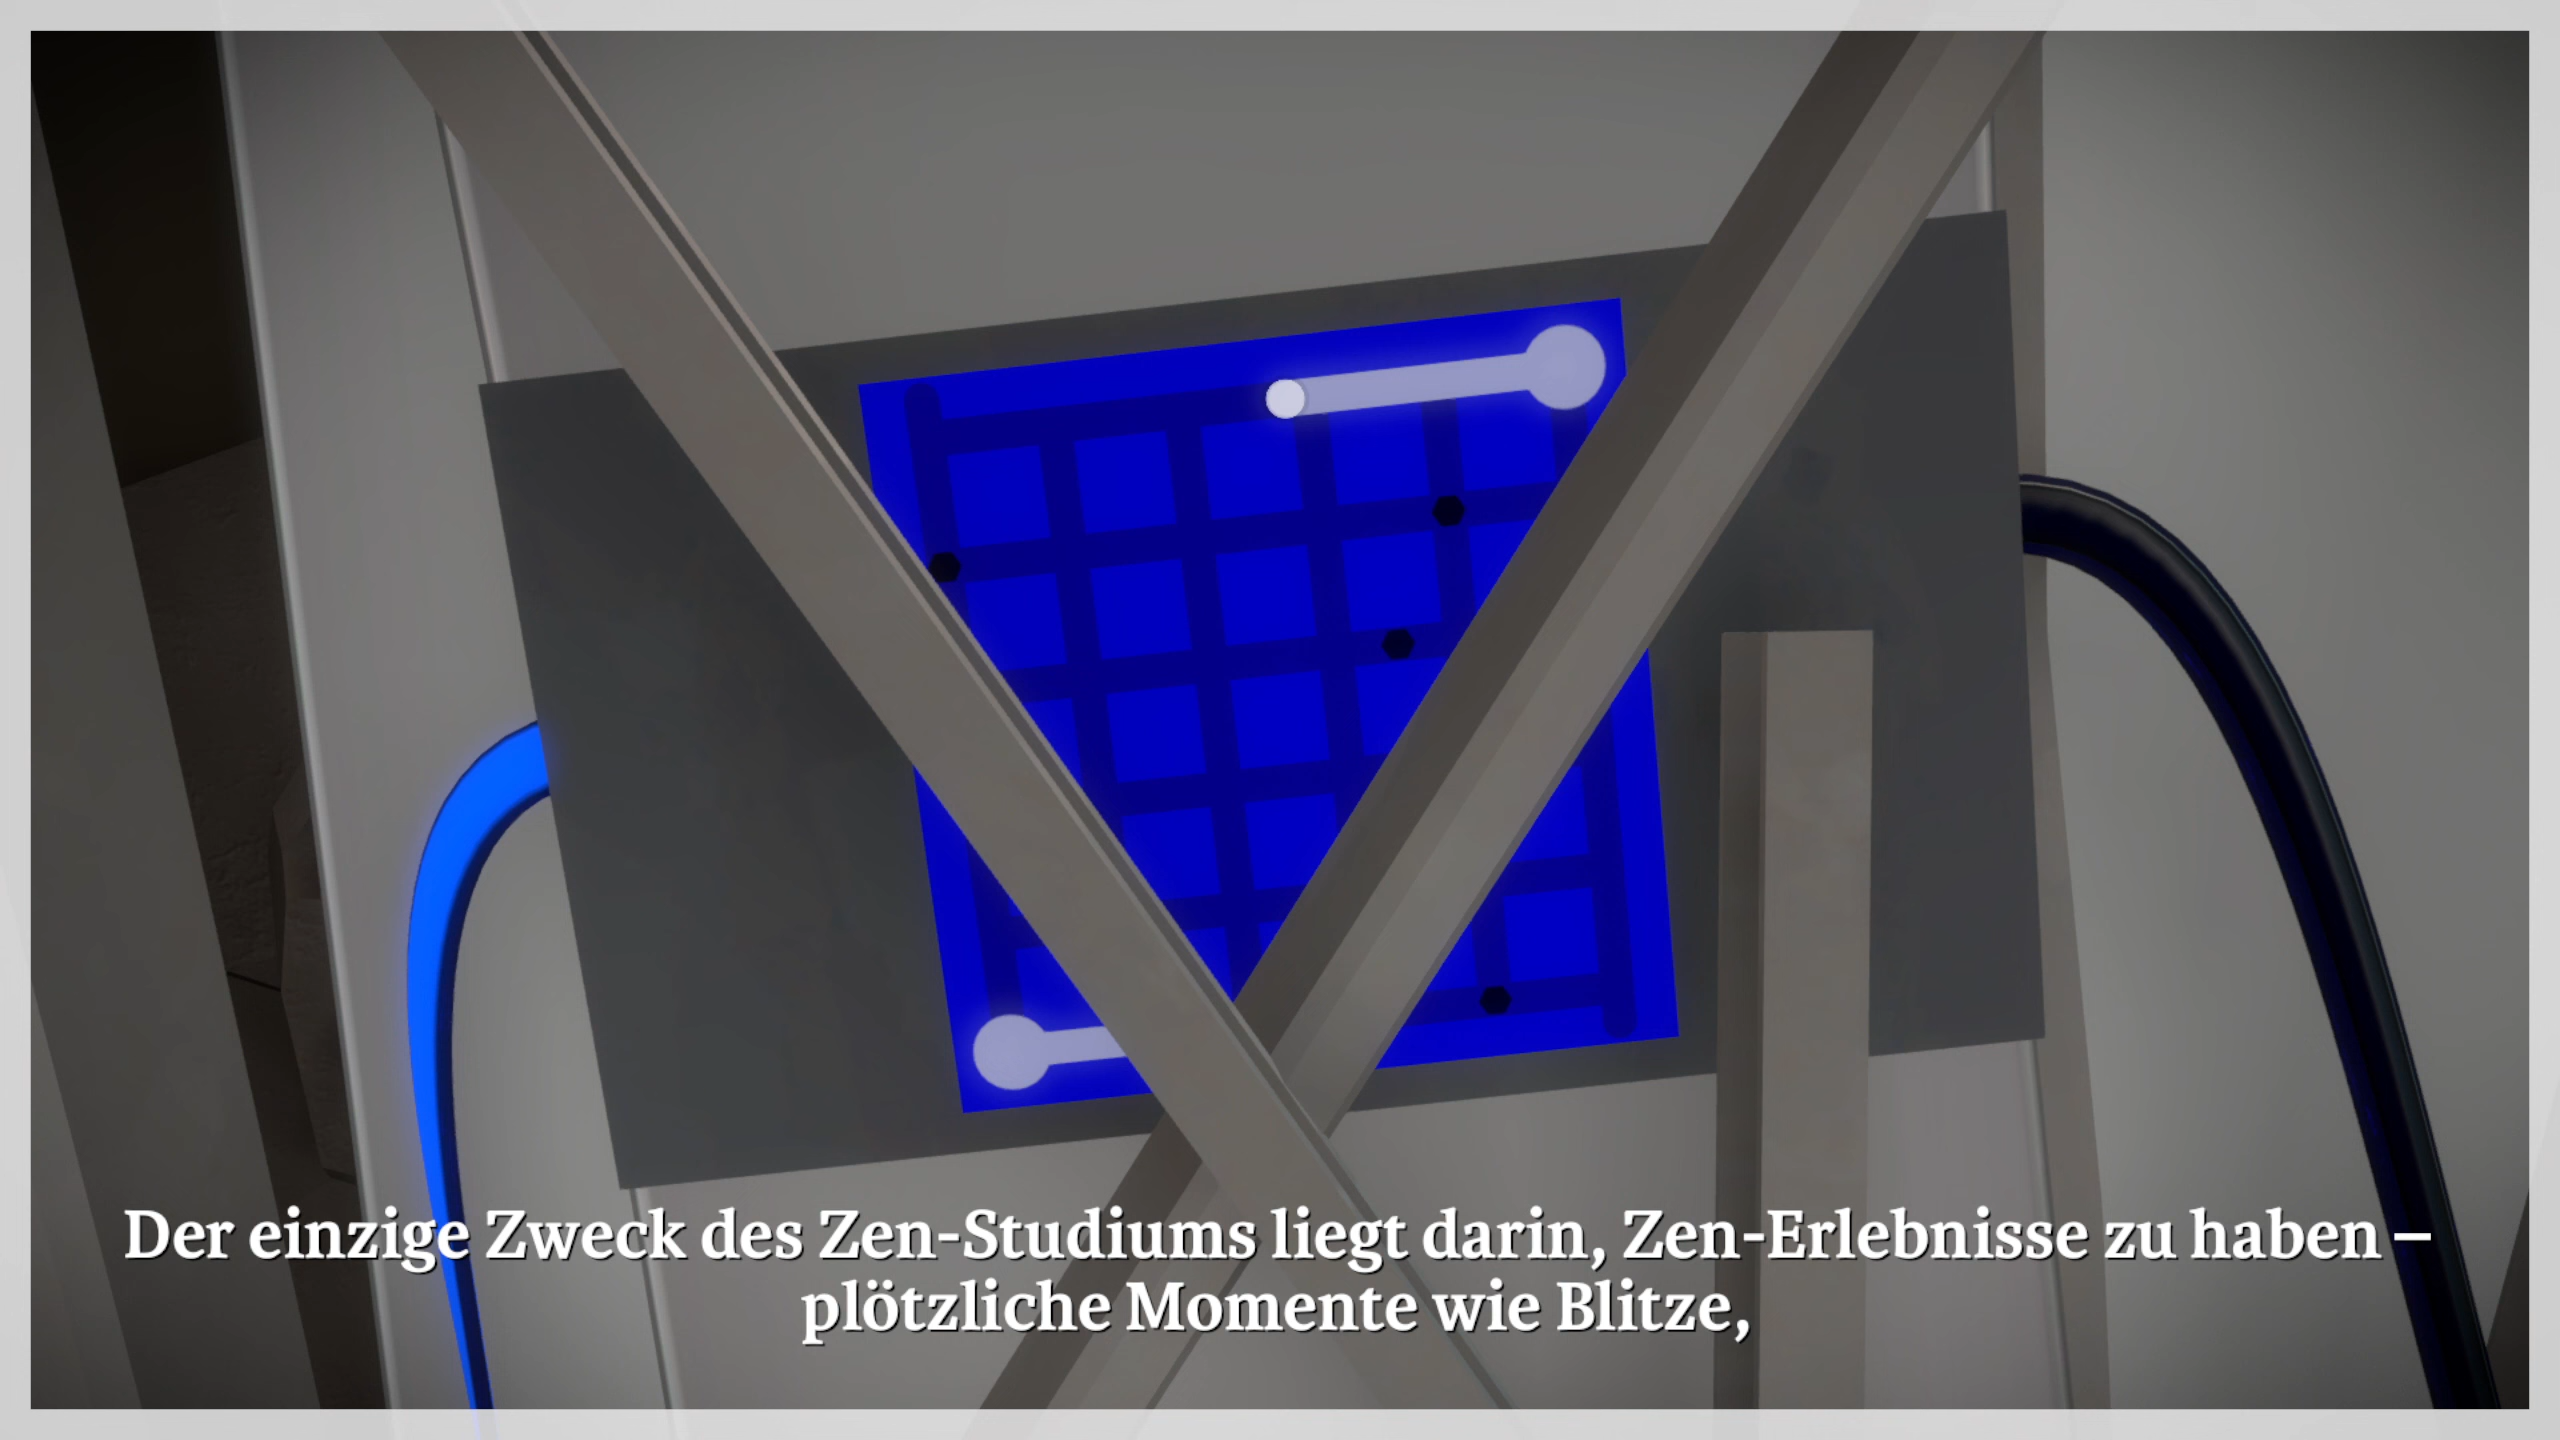 Der einzige Zweck des Zen-Studiums liegt darin, Zen-Erlebnisse zu haben –
plötzliche Momente wie Blitze,